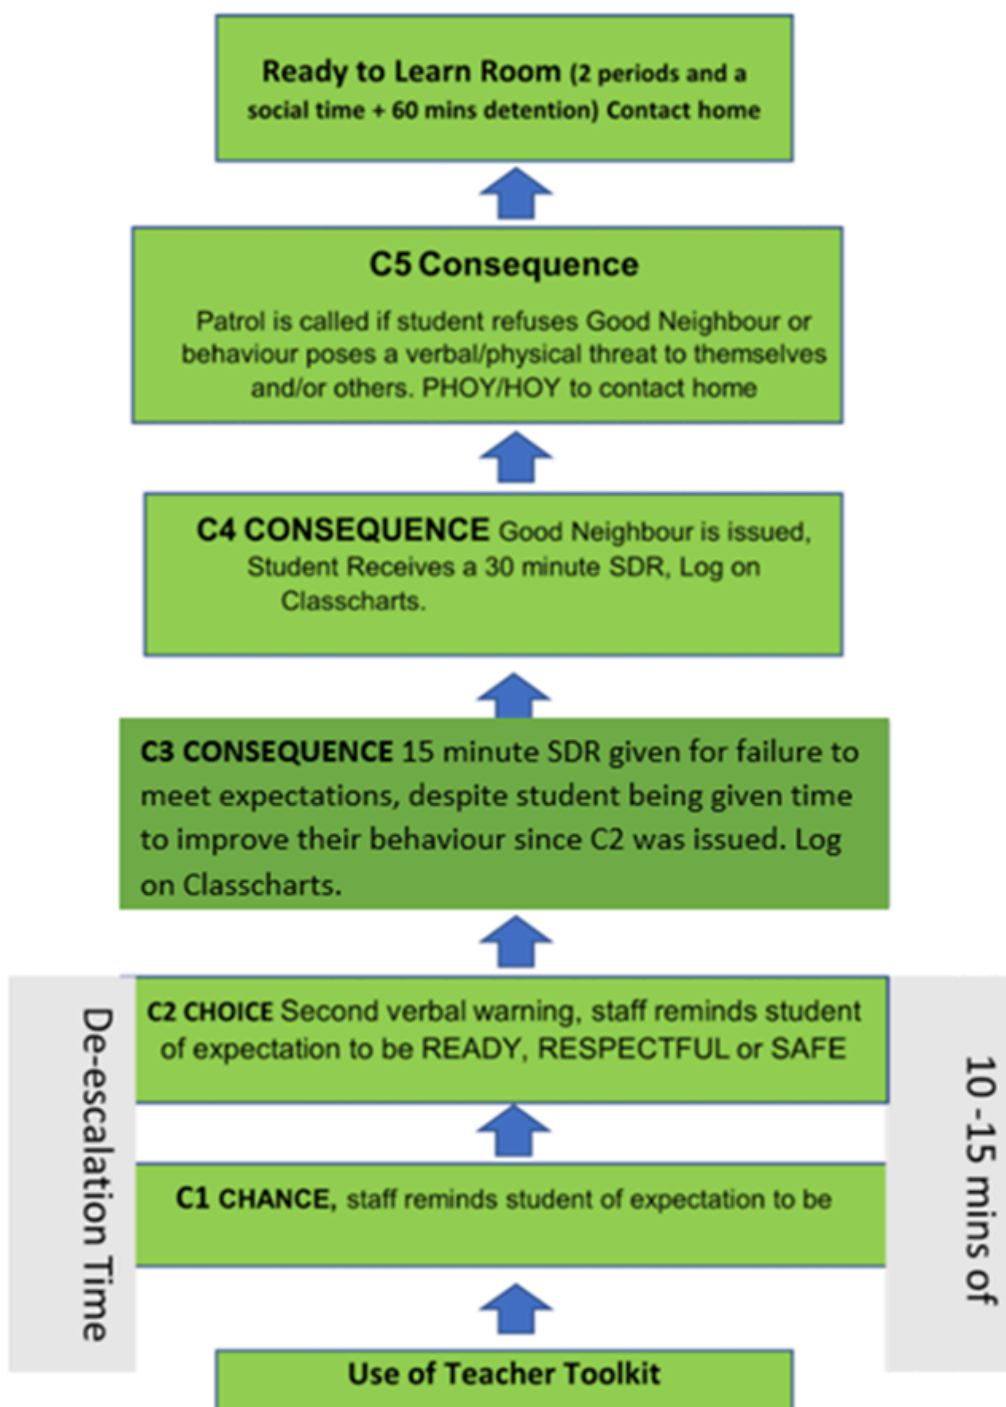 Ready to Learn Room (2 periods and a
social time + 60 mins detention) Contact home
C5 Consequence
Patrol is called if student refuses Good Neighbour or
behaviour poses a verbal/physical threat to themselves
and/or others. PHOY/HOY to contact home
C4 CONSEQUENCE Good Neighbour is issued,
Student Receives a 30 minute SDR, Log on
Classcharts.
C3 CONSEQUENCE 15 minute SDR given for failure to
meet expectations, despite student being given time
to improve their behaviour since C2 was issued. Log
on Classcharts.
C2 CHOICE Second verbal warning, staff reminds student
of expectation to be READY, RESPECTFUL or SAFE
C1 CHANCE, staff reminds student of expectation to be
10 -15 mins of
De-escalation Time
Use of Teacher Toolkit